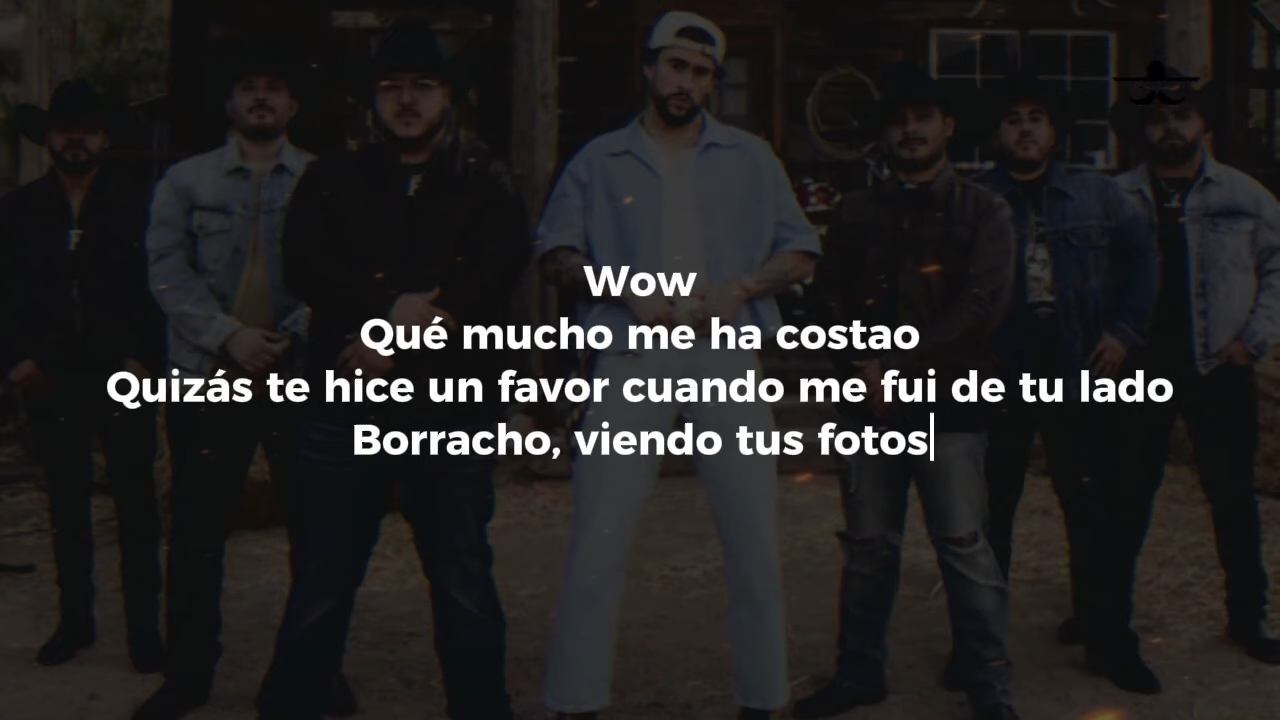 Wow
Qué mucho me ha costao
Quizás te hice un favor cuando me fui de tu lado
Borracho, viendo tus fotos